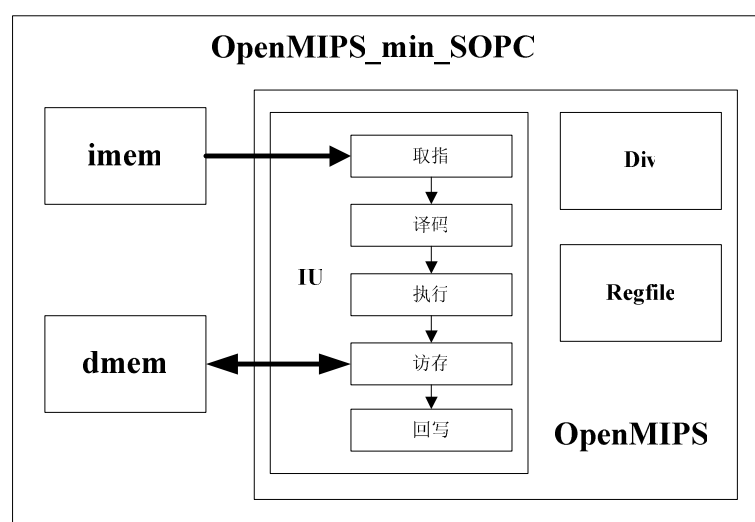 OpenMIPS_min_SOPC
imem
取指
Div
译码
IU
执行
Regfile
dmem
访存
回写
OpenMIPS